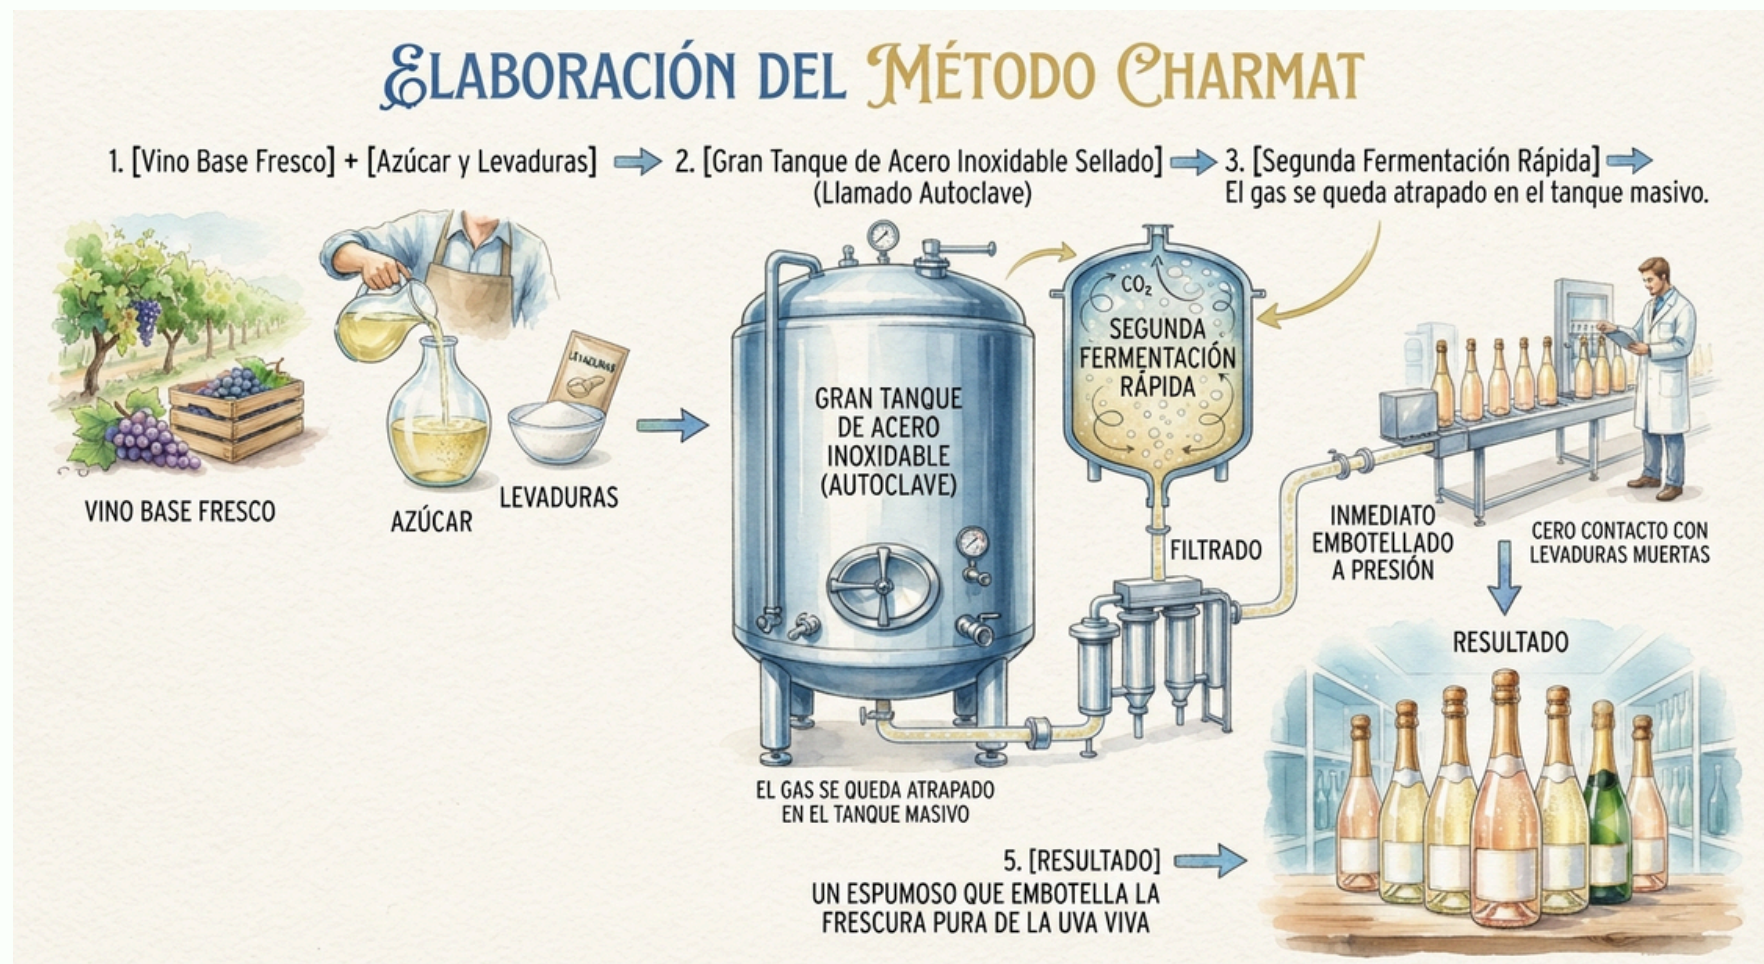 ELABORACIÓN DEL MÉTODO CHARMAT
1. [Vino Base Fresco] + [Azúcar y Levaduras]
2. [Gran Tanque de Acero Inoxidable Sellado]
(Llamado Autoclave)
3. [Segunda Fermentación Rápida]
El gas se queda atrapado en el tanque masivo.
VINO BASE FRESCO
AZÚCAR
LEVADURAS
GRAN TANQUE
DE ACERO
INOXIDABLE
(AUTOCLAVE)
EL GAS SE QUEDA ATRAPADO
EN EL TANQUE MASIVO
CO₂
SEGUNDA
FERMENTACIÓN
RÁPIDA
FILTRADO
INMEDIATO
EMBOTELLADO
A PRESIÓN
CERO CONTACTO CON
LEVADURAS MUERTAS
RESULTADO
5. [RESULTADO]
UN ESPUMOSO QUE EMBOTELLA LA
FRESCURA PURA DE LA UVA VIVA